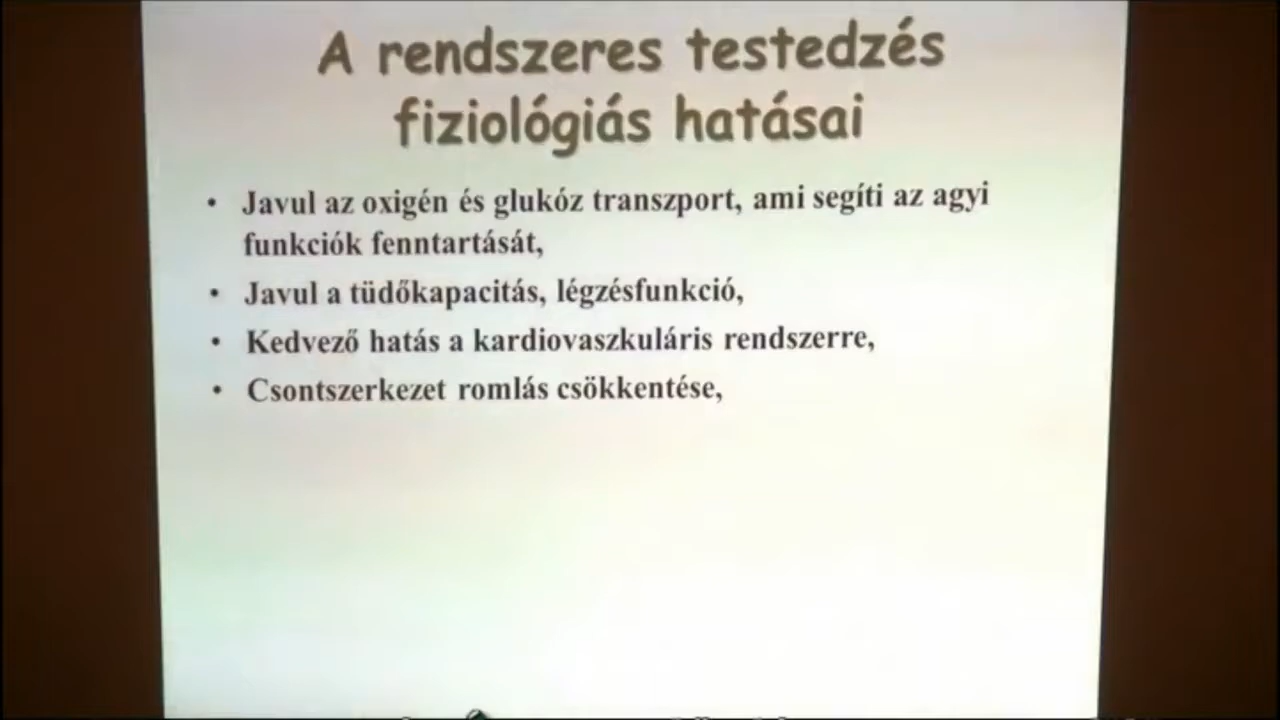 A rendszeres testedzés
fiziológiás hatásai
• Javul az oxigén és glukóz transzport, ami segíti az agyi
funkciók fenntartását,
• Javul a tüdőkapacitás, légzésfunkció,
• Kedvező hatás a kardiovaszkuláris rendszerre,
• Csontszerkezet romlás csökkentése,